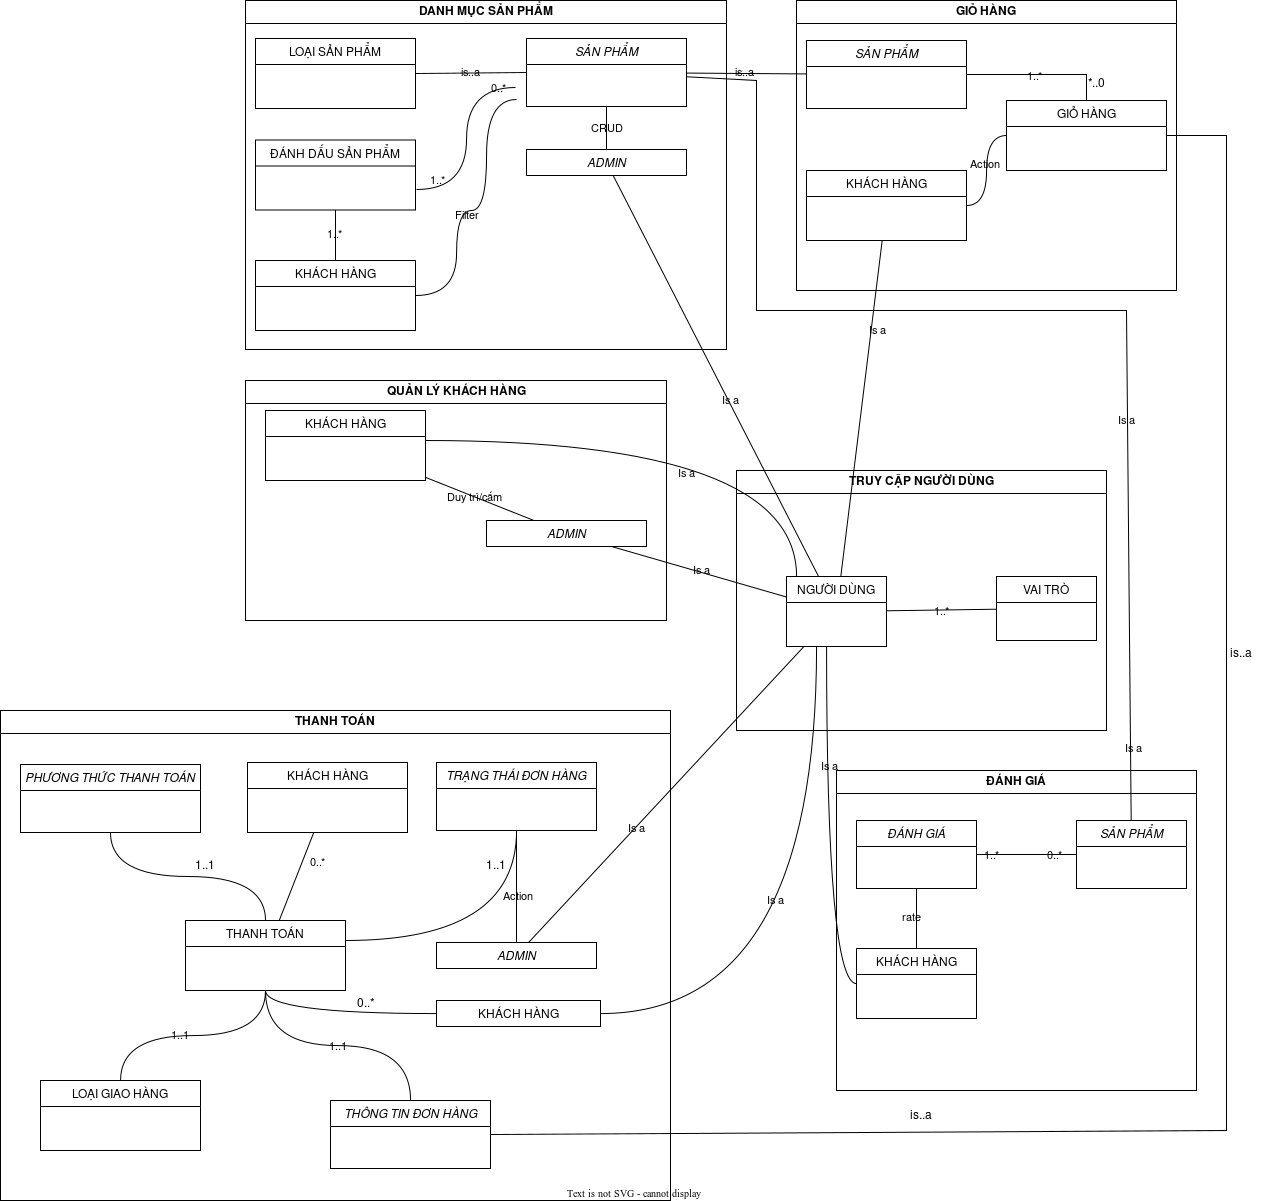 DANH MỤC SẢN PHẨM
LOẠI SẢN PHẨM
is..a
SẢN PHẨM
0..*
CRUD
ĐÁNH DẤU SẢN PHẨM
1..*
ADMIN
Filter
1..*
KHÁCH HÀNG
is..a
GIỎ HÀNG
SẢN PHẨM
1..*
*..0
GIỎ HÀNG
Action
KHÁCH HÀNG
Is a
Is a
Is a
QUẢN LÝ KHÁCH HÀNG
KHÁCH HÀNG
Is a
Duy trì/cấm
ADMIN
Is a
TRUY CẬP NGƯỜI DÙNG
NGƯỜI DÙNG
1..*
VAI TRÒ
is..a
THANH TOÁN
PHƯƠNG THỨC THANH TOÁN
KHÁCH HÀNG
TRẠNG THÁI ĐƠN HÀNG
Is a
1..1
0..*
1..1
Action
THANH TOÁN
ADMIN
Is a
0..*
KHÁCH HÀNG
1..1
1..1
LOẠI GIAO HÀNG
THÔNG TIN ĐƠN HÀNG
Is a
Is a
ĐÁNH GIÁ
ĐÁNH GIÁ
1..*
0..*
SẢN PHẨM
rate
KHÁCH HÀNG
is..a
Text is not SVG - cannot display